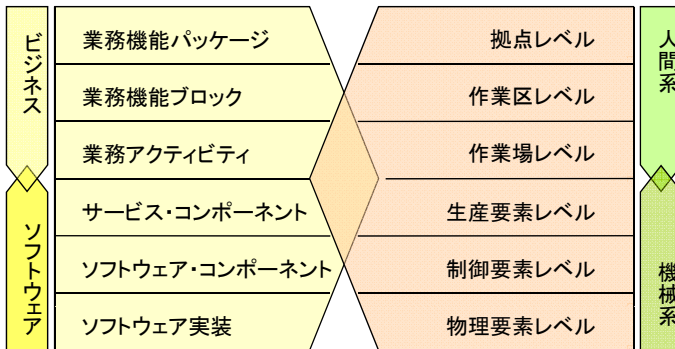 ビジネス
ソフトウェア
業務機能パッケージ
業務機能ブロック
業務アクティビティ
サービス・コンポーネント
ソフトウェア・コンポーネント
ソフトウェア実装
拠点レベル
作業区レベル
作業場レベル
生産要素レベル
制御要素レベル
物理要素レベル
人間系
機械系